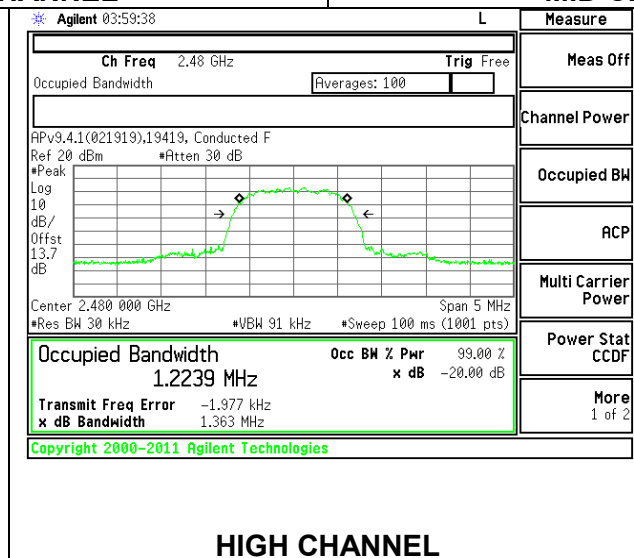 Agilent 03:59:38 L Measure
Ch Freq 2.48 GHz Trig Free
Occupied Bandwidth Averages: 100
APv9.4.1(021919),19419, Conducted F
Ref 20 dBm #Atten 30 dB
#Peak
Log
10
dB/
Offst
13.7
dB
Center 2.480 000 GHz Span 5 MHz
#Res BW 30 kHz #VBW 91 kHz #Sweep 100 ms (1001 pts)
Occupied Bandwidth Occ BW % Pwr 99.00 %
1.2239 MHz x dB -20.00 dB
Transmit Freq Error -1.977 kHz
x dB Bandwidth 1.363 MHz
Copyright 2000-2011 Agilent Technologies
Meas Off
Channel Power
Occupied BW
ACP
Multi Carrier
Power
Power Stat
CCDF
More
1 of 2
HIGH CHANNEL